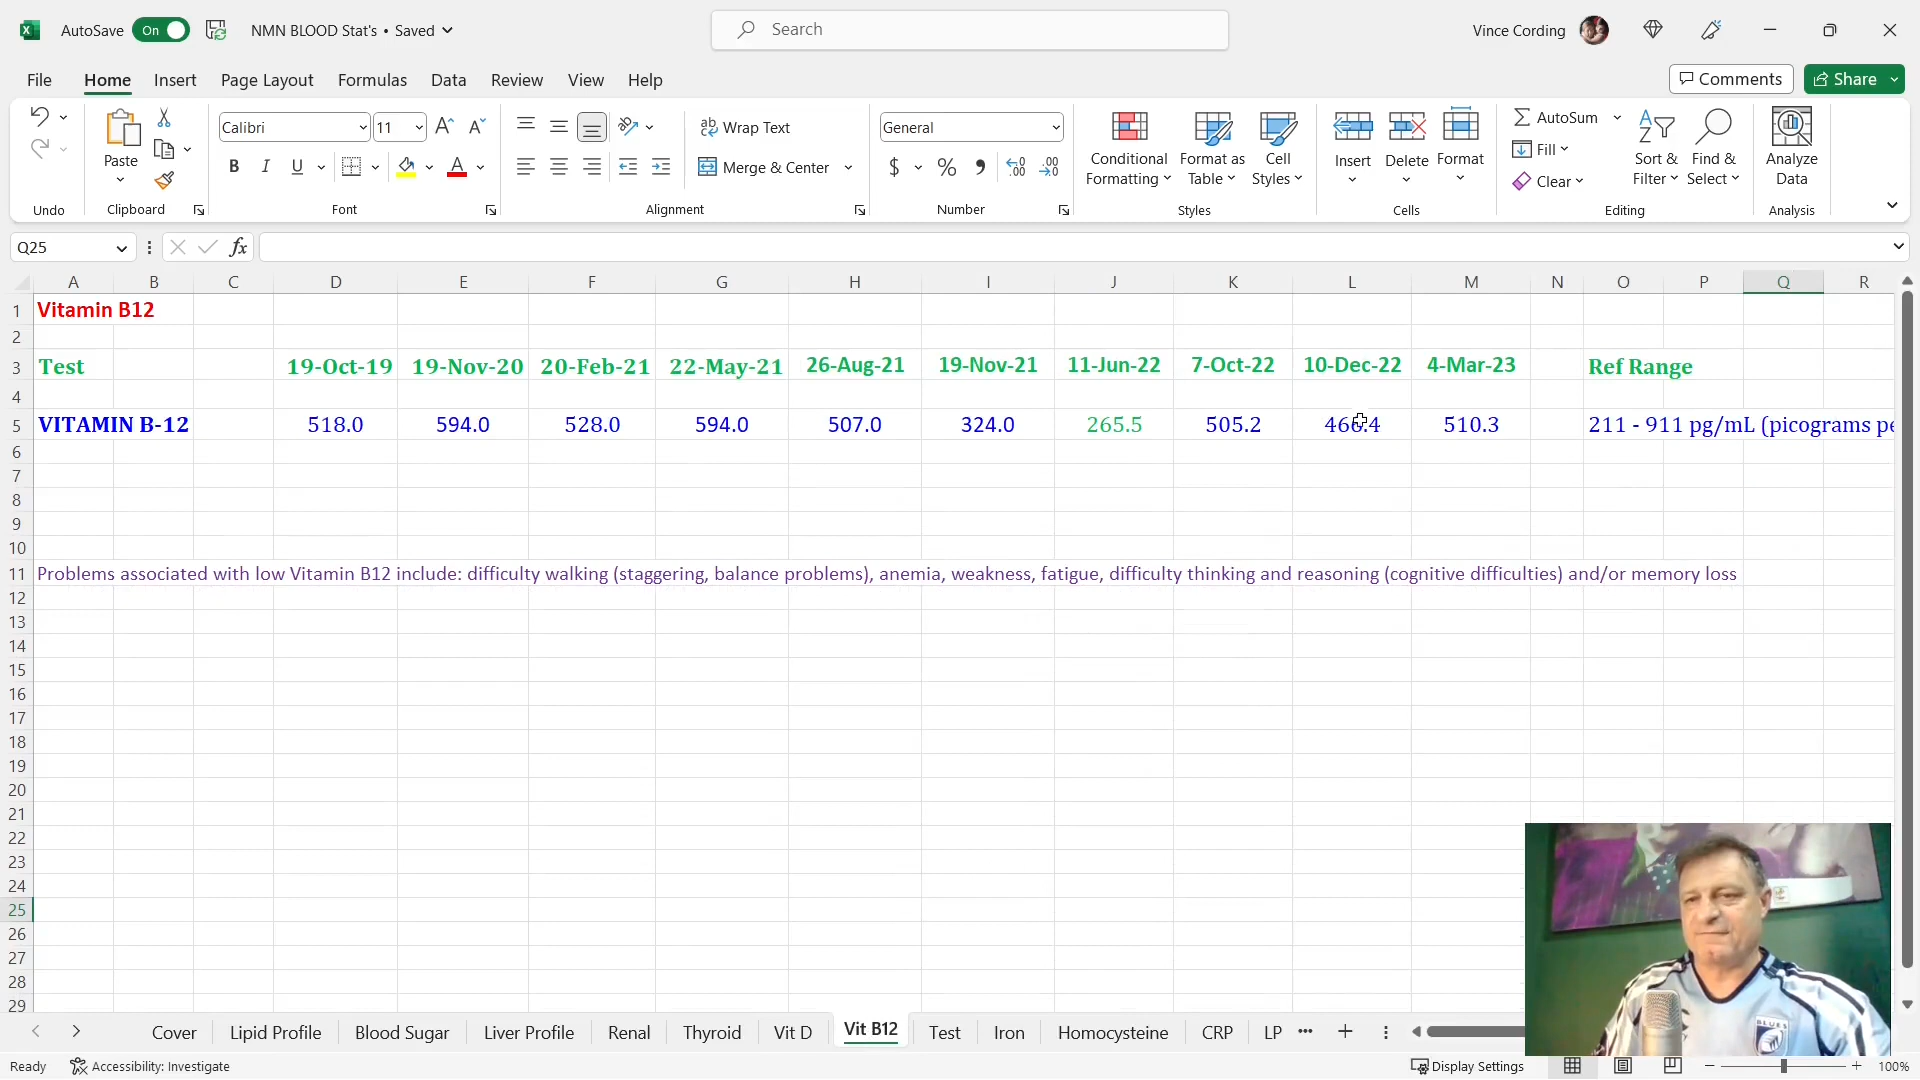 AutoSave On NMN BLOOD Stat's • Saved Search Vince Cording
File Home Insert Page Layout Formulas Data Review View Help Comments Share
Calibri 11 Wrap Text General AutoSum
Paste Merge & Center Conditional Formatting Format as Table Cell Styles Insert Delete Format Fill Clear Sort & Filter Find & Select Analyze Data
Undo Clipboard Font Alignment Number Styles Cells Editing Analysis
Q25 fx
A B C D E F G H I J K L M N O P Q R
1 Vitamin B12
2
3 Test 19-Oct-19 19-Nov-20 20-Feb-21 22-May-21 26-Aug-21 19-Nov-21 11-Jun-22 7-Oct-22 10-Dec-22 4-Mar-23 Ref Range
4
5 VITAMIN B-12 518.0 594.0 528.0 594.0 507.0 324.0 265.5 505.2 510.3 211 - 911 pg/mL (picograms pe
6
7
8
9
10
11 Problems associated with low Vitamin B12 include: difficulty walking (staggering, balance problems), anemia, weakness, fatigue, difficulty thinking and reasoning (cognitive difficulties) and/or memory loss
12
13
14
15
16
17
18
19
20
21
22
23
24
25
26
27
28
29
Cover Lipid Profile Blood Sugar Liver Profile Renal Thyroid Vit D Vit B12 Test Iron Homocysteine CRP LP
Ready Accessibility: Investigate Display Settings 100%
BLUES